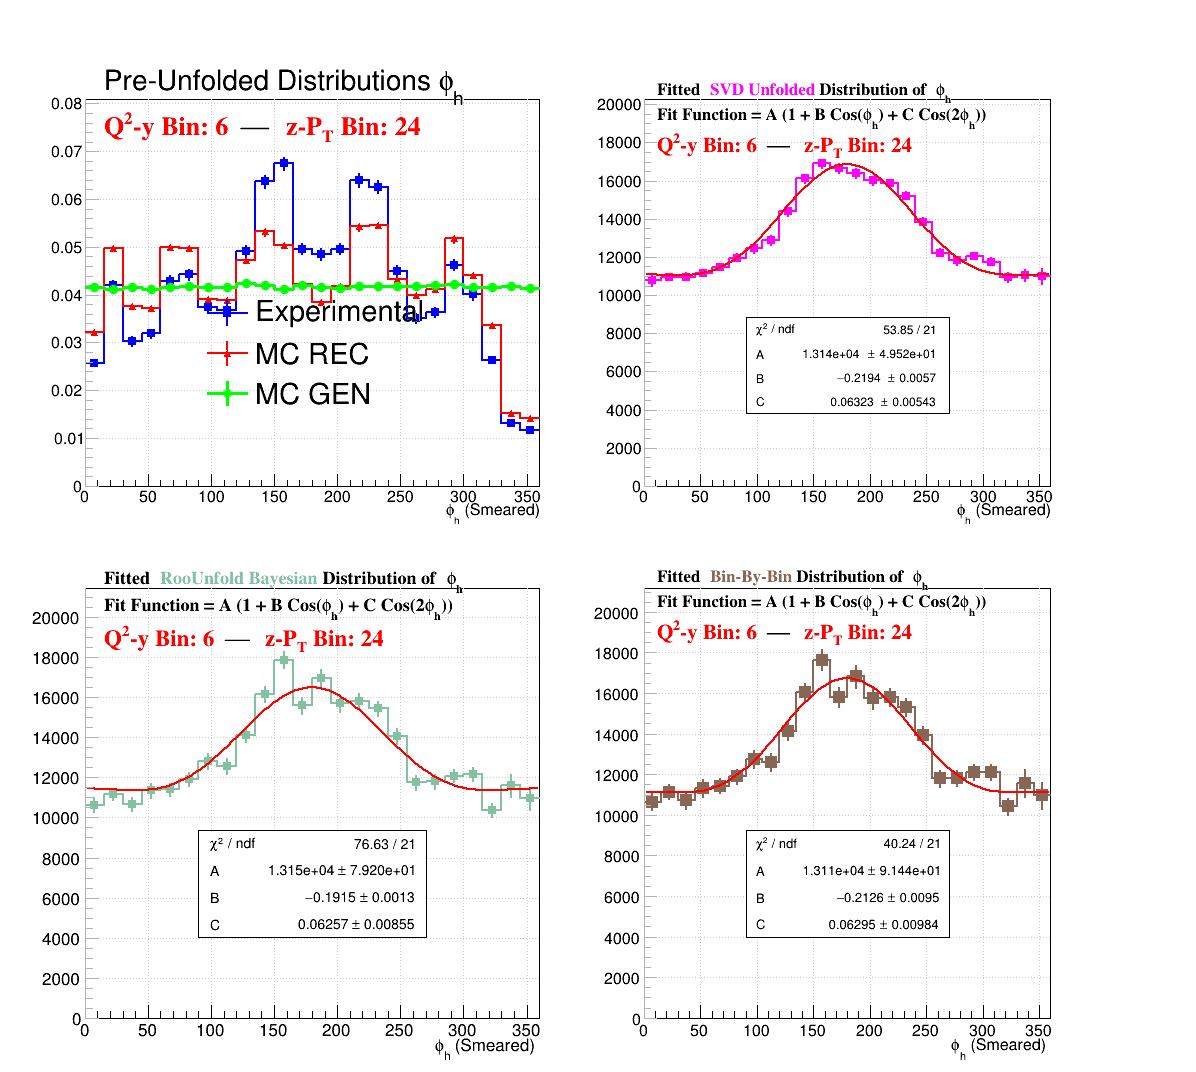 Pre-Unfolded Distributions ϕh
Q²-y Bin: 6 — z-PT Bin: 24
0.08
0.07
0.06
0.05
0.04
0.03
0.02
0.01
0
Experimental
MC REC
MC GEN
0 50 100 150 200 250 300 350
ϕh (Smeared)
Fitted SVD Unfolded Distribution of ϕh
Fit Function = A (1 + B Cos(ϕh) + C Cos(2ϕh))
Q²-y Bin: 6 — z-PT Bin: 24
20000
18000
16000
14000
12000
10000
8000
6000
4000
2000
0
χ² / ndf 53.85 / 21
A 1.314e+04 ± 4.952e+01
B −0.2194 ± 0.0057
C 0.06323 ± 0.00543
0 50 100 150 200 250 300 350
ϕh (Smeared)
Fitted RooUnfold Bayesian Distribution of ϕh
Fit Function = A (1 + B Cos(ϕh) + C Cos(2ϕh))
Q²-y Bin: 6 — z-PT Bin: 24
20000
18000
16000
14000
12000
10000
8000
6000
4000
2000
0
χ² / ndf 76.63 / 21
A 1.315e+04 ± 7.920e+01
B −0.1915 ± 0.0013
C 0.06257 ± 0.00855
0 50 100 150 200 250 300 350
ϕh (Smeared)
Fitted Bin-By-Bin Distribution of ϕh
Fit Function = A (1 + B Cos(ϕh) + C Cos(2ϕh))
Q²-y Bin: 6 — z-PT Bin: 24
20000
18000
16000
14000
12000
10000
8000
6000
4000
2000
0
χ² / ndf 40.24 / 21
A 1.311e+04 ± 9.144e+01
B −0.2126 ± 0.0095
C 0.06295 ± 0.00984
0 50 100 150 200 250 300 350
ϕh (Smeared)